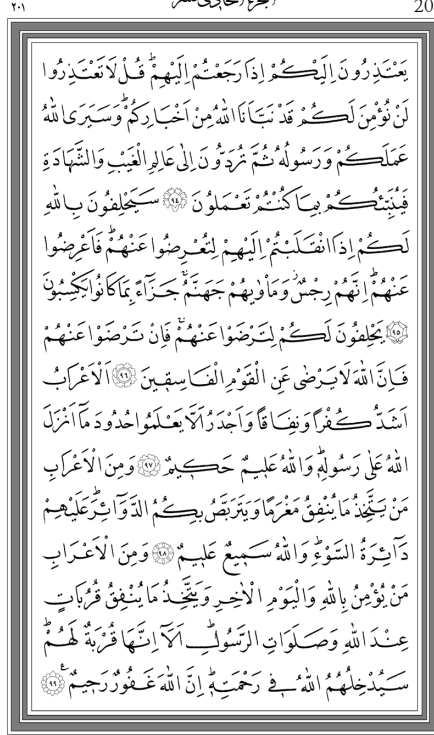 ٢٠١ الجزء الحادى عشر 20
يَعْتَذِرُونَ اِلَيْكُمْ اِذَا رَجَعْتُمْ اِلَيْهِمْۜ قُلْ لَا تَعْتَذِرُوا
لَنْ نُؤْمِنَ لَكُمْ قَدْ نَبَّاَنَا اللّٰهُ مِنْ اَخْبَارِكُمْۜ وَسَيَرَى اللّٰهُ
عَمَلَكُمْ وَرَسُولُهُ ثُمَّ تُرَدُّونَ اِلٰى عَالِمِ الْغَيْبِ وَالشَّهَادَةِ
فَيُنَبِّئُكُمْ بِمَا كُنْتُمْ تَعْمَلُونَ ﴿٩٤﴾ سَيَحْلِفُونَ بِاللّٰهِ
لَكُمْ اِذَا انْقَلَبْتُمْ اِلَيْهِمْ لِتُعْرِضُوا عَنْهُمْۜ فَاَعْرِضُوا
عَنْهُمْۜ اِنَّهُمْ رِجْسٌۘ وَمَاْوٰيهُمْ جَهَنَّمُۚ جَزَٓاءً بِمَا كَانُوا يَكْسِبُونَ
﴿٩٥﴾ يَحْلِفُونَ لَكُمْ لِتَرْضَوْا عَنْهُمْۚ فَاِنْ تَرْضَوْا عَنْهُمْ
فَاِنَّ اللّٰهَ لَا يَرْضٰى عَنِ الْقَوْمِ الْفَاسِقِينَ ﴿٩٦﴾ اَلْاَعْرَابُ
اَشَدُّ كُفْرًا وَنِفَاقًا وَاَجْدَرُ اَلَّا يَعْلَمُوا حُدُودَ مَٓا اَنْزَلَ
اللّٰهُ عَلٰى رَسُولِهِۜ وَاللّٰهُ عَلِيمٌ حَكِيمٌ ﴿٩٧﴾ وَمِنَ الْاَعْرَابِ
مَنْ يَتَّخِذُ مَا يُنْفِقُ مَغْرَمًا وَيَتَرَبَّصُ بِكُمُ الدَّوَٓائِرَۜ عَلَيْهِمْ
دَٓائِرَةُ السَّوْءِۜ وَاللّٰهُ سَمِيعٌ عَلِيمٌ ﴿٩٨﴾ وَمِنَ الْاَعْرَابِ
مَنْ يُؤْمِنُ بِاللّٰهِ وَالْيَوْمِ الْاٰخِرِ وَيَتَّخِذُ مَا يُنْفِقُ قُرُبَاتٍ
عِنْدَ اللّٰهِ وَصَلَوَاتِ الرَّسُولِۜ اَلَٓا اِنَّهَا قُرْبَةٌ لَهُمْۜ
سَيُدْخِلُهُمُ اللّٰهُ فِي رَحْمَتِهِۜ اِنَّ اللّٰهَ غَفُورٌ رَحِيمٌ۟ ﴿٩٩﴾